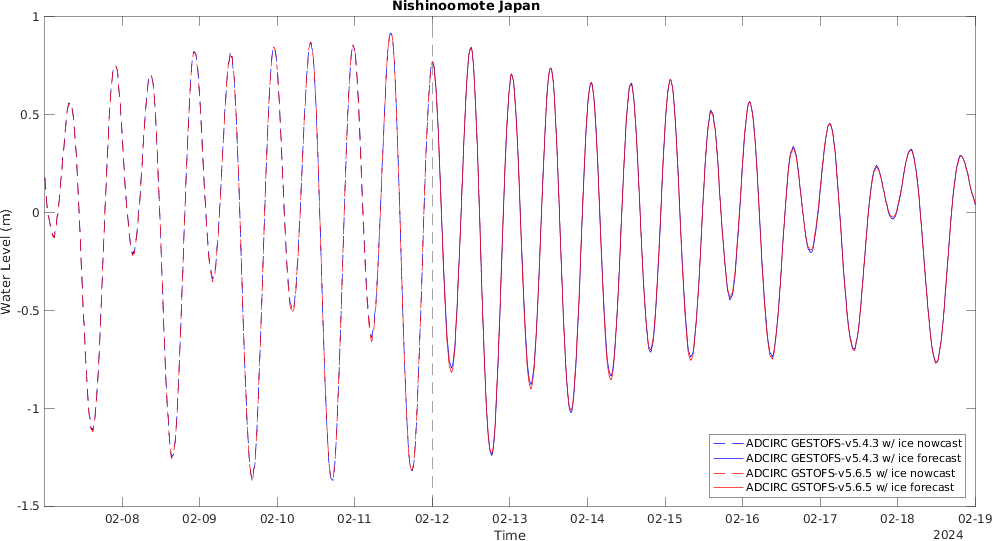 Nishinoomote Japan
1
0.5
0
-0.5
-1
-1.5
Water Level (m)
ADCIRC GESTOFS-v5.4.3 w/ ice nowcast
ADCIRC GESTOFS-v5.4.3 w/ ice forecast
ADCIRC GSTOFS-v5.6.5 w/ ice nowcast
ADCIRC GSTOFS-v5.6.5 w/ ice forecast
02-08 02-09 02-10 02-11 02-12 02-13 02-14 02-15 02-16 02-17 02-18 02-19
Time
2024